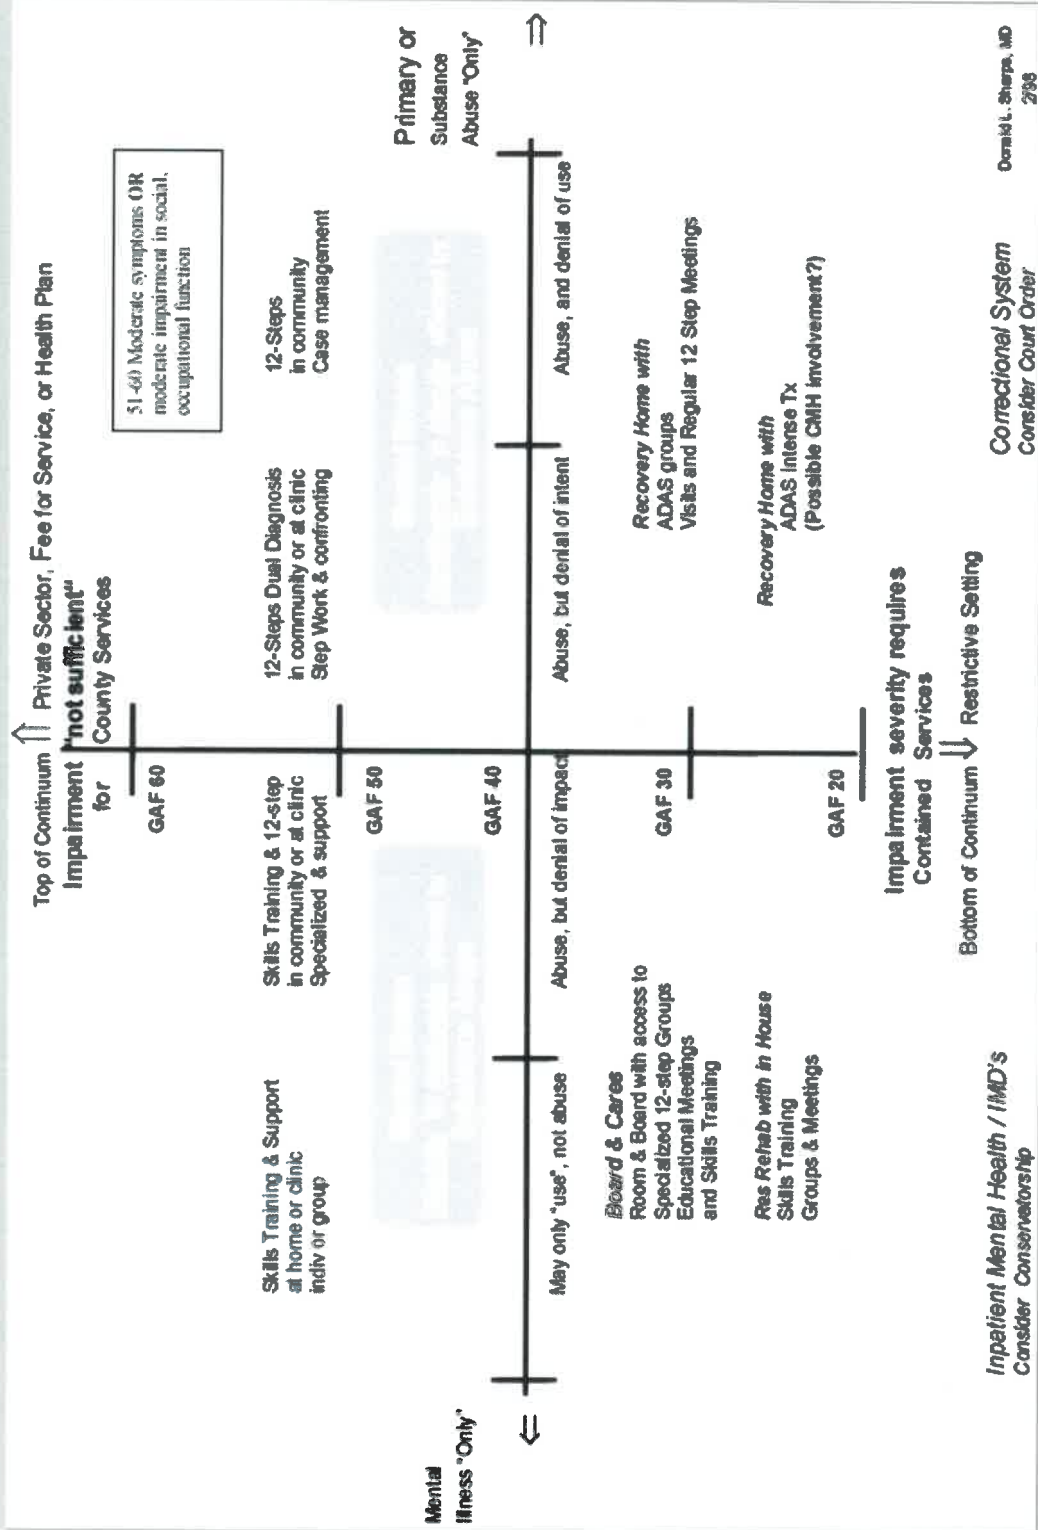 Top of Continuum ⇑ Private Sector, Fee for Service, or Health Plan
Impairment "not sufficient"
for County Services
GAF 60
51-60 Moderate symptoms OR
moderate impairment in social,
occupational function
Skills Training & Support
at home or clinic
indiv or group
Skills Training & 12-step
in community or at clinic
Specialized & support
12-Steps Dual Diagnosis
in community or at clinic
Step Work & confronting
12-Steps
in community
Case management
GAF 50
Mental
Illness "Only"
⇐
GAF 40
Primary or
Substance
Abuse "Only"
⇒
May only "use", not abuse
Abuse, but denial of impact
Abuse, but denial of intent
Abuse, and denial of use
Board & Cares
Room & Board with access to
Specialized 12-step Groups
Educational Meetings
and Skills Training
GAF 30
Recovery Home with
ADAS groups
Visits and Regular 12 Step Meetings
Res Rehab with in House
Skills Training
Groups & Meetings
GAF 20
Recovery Home with
ADAS Intense Tx
(Possible CMH involvement?)
Impairment severity requires
Contained Services
Bottom of Continuum ⇓ Restrictive Setting
Inpatient Mental Health / IMD's
Consider Conservatorship
Correctional System
Consider Court Order
Donald L. Sharps, MD
2/98